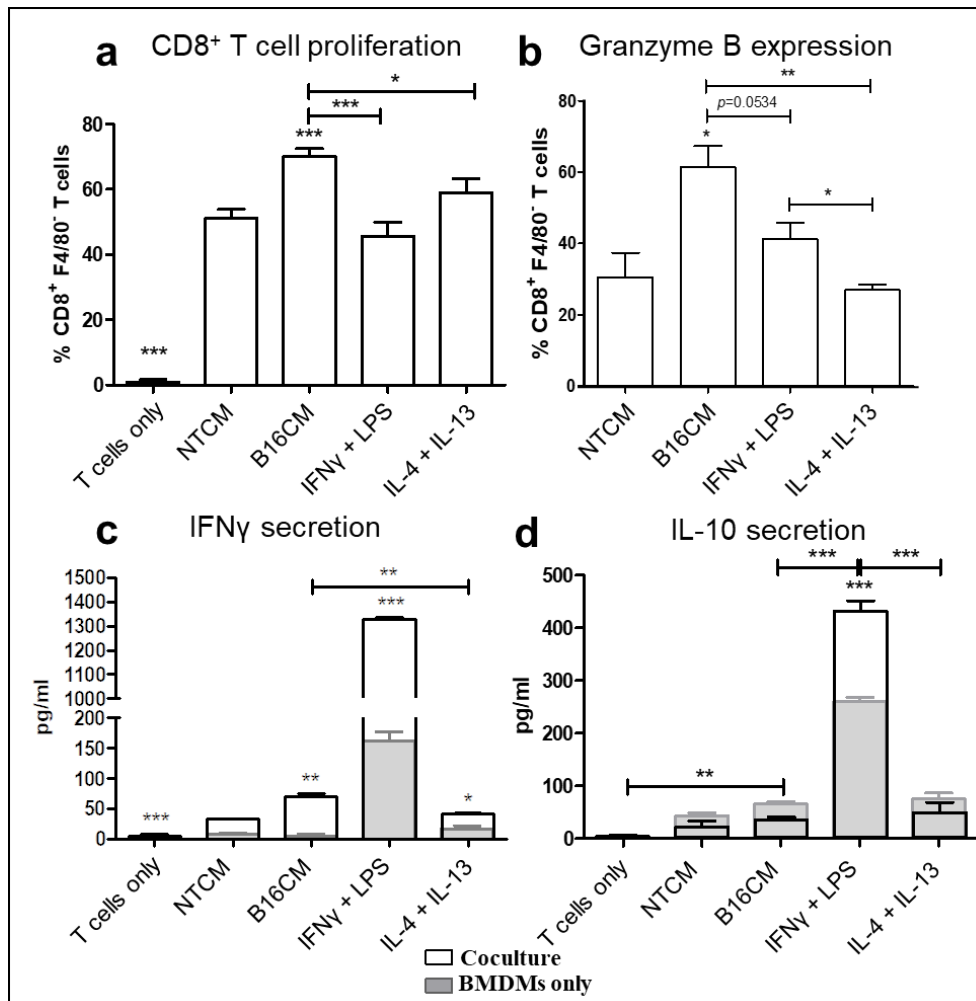 a CD8⁺ T cell proliferation
*
***
***
***
% CD8⁺ F4/80⁻ T cells
80
60
40
20
0
T cells only
NTCM
B16CM
IFNγ + LPS
IL-4 + IL-13
b Granzyme B expression
**
p=0.0534
*
*
% CD8⁺ F4/80⁻ T cells
80
60
40
20
0
NTCM
B16CM
IFNγ + LPS
IL-4 + IL-13
c IFNγ secretion
**
***
**
*
***
pg/ml
1500
1400
1300
1200
1100
1000
200
150
100
50
0
T cells only
NTCM
B16CM
IFNγ + LPS
IL-4 + IL-13
d IL-10 secretion
*** ***
***
**
pg/ml
500
400
300
200
100
0
T cells only
NTCM
B16CM
IFNγ + LPS
IL-4 + IL-13
Coculture
BMDMs only